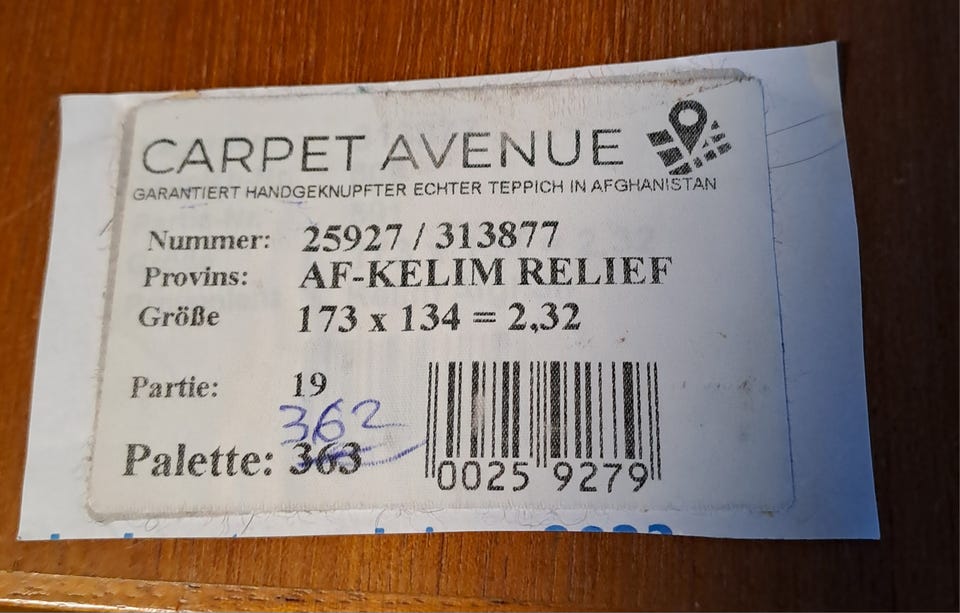 CARPET AVENUE
GARANTIERT HANDGEKNUPFTER ECHTER TEPPICH IN AFGHANISTAN
Nummer: 25927 / 313877
Provins: AF-KELIM RELIEF
Größe 173 x 134 = 2,32
Partie: 19
362
Palette: 363
0025 9279